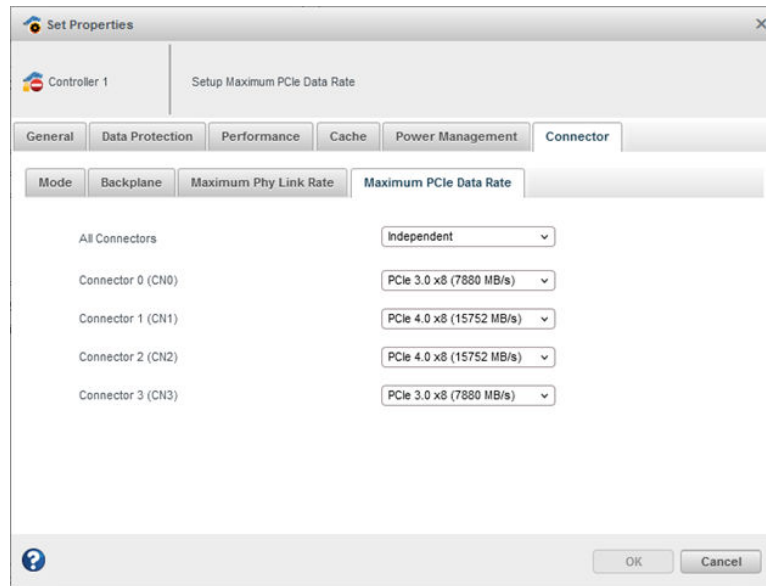 Set Properties
Controller 1 Setup Maximum PCIe Data Rate
General Data Protection Performance Cache Power Management Connector
Mode Backplane Maximum Phy Link Rate Maximum PCIe Data Rate
All Connectors Independent
Connector 0 (CN0) PCIe 3.0 x8 (7880 MB/s)
Connector 1 (CN1) PCIe 4.0 x8 (15752 MB/s)
Connector 2 (CN2) PCIe 4.0 x8 (15752 MB/s)
Connector 3 (CN3) PCIe 3.0 x8 (7880 MB/s)
? OK Cancel